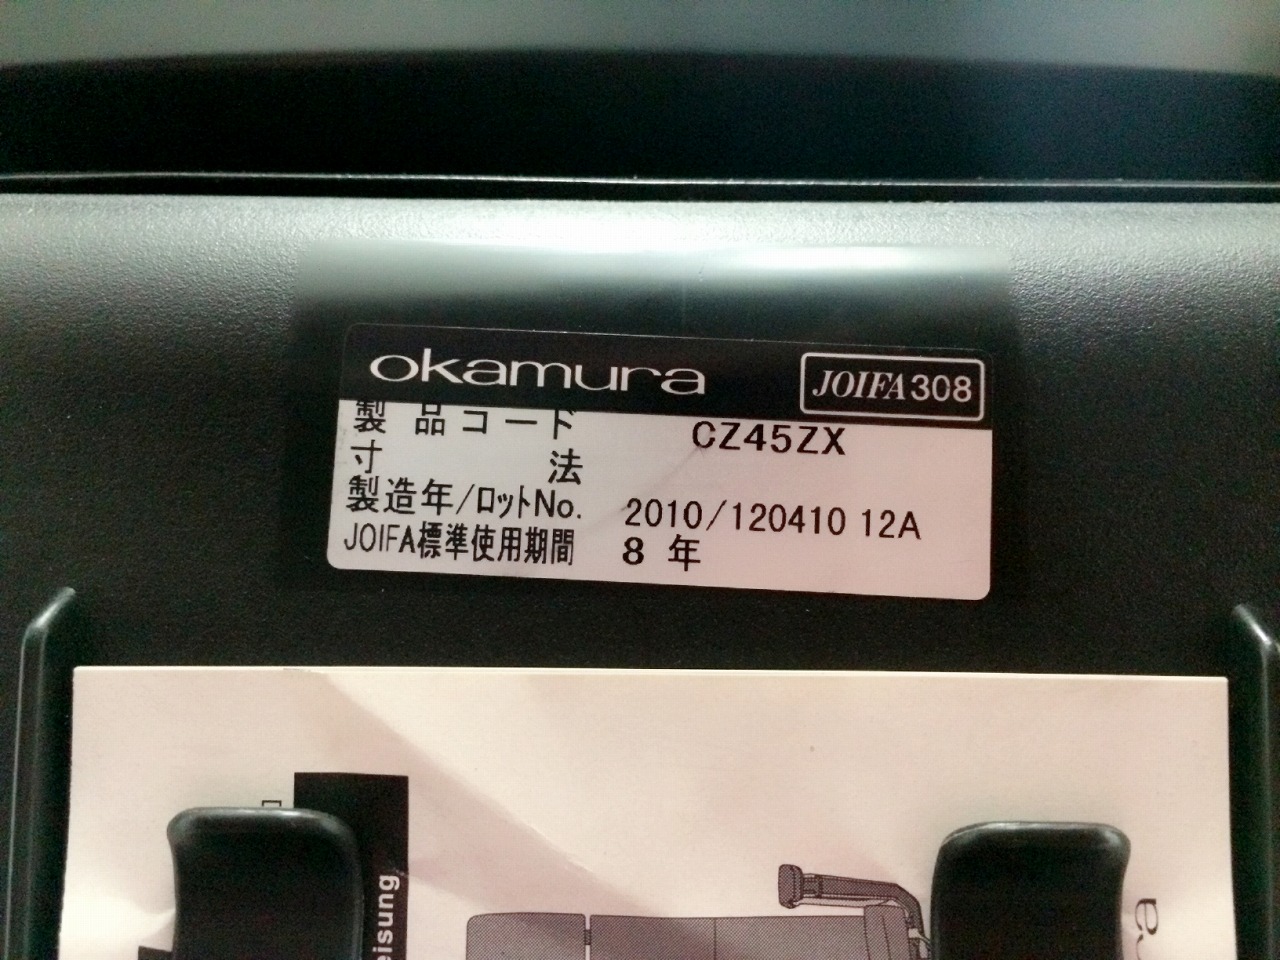 okamura JOIFA308
製品コード CZ45ZX
寸法
製造年/ロットNo. 2010/120410 12A
JOIFA標準使用期間 8 年
eisung